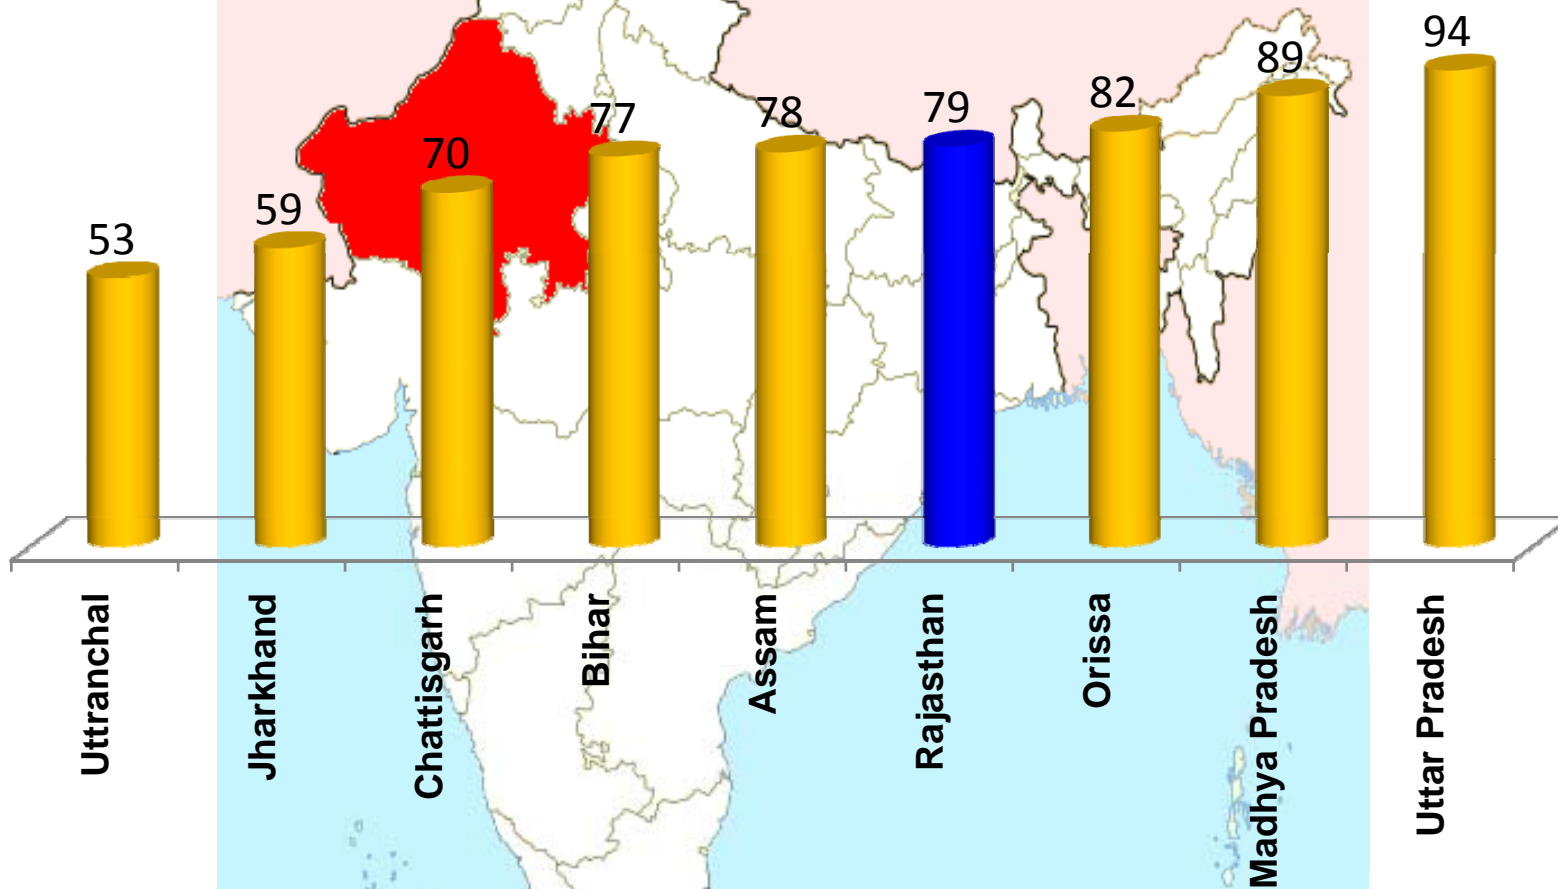 53
59
70
77
78
79
82
89
94
Uttranchal
Jharkhand
Chattisgarh
Bihar
Assam
Rajasthan
Orissa
Madhya Pradesh
Uttar Pradesh